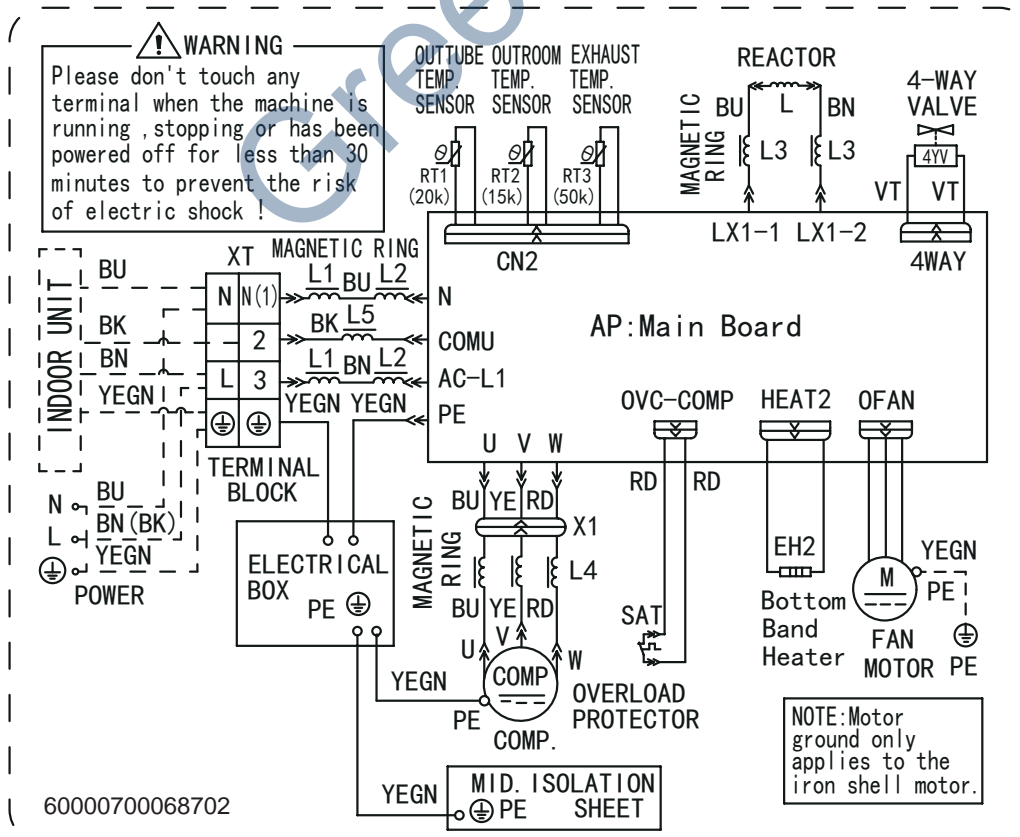 WARNING
Please don't touch any
terminal when the machine is
running ,stopping or has been
powered off for less than 30
minutes to prevent the risk
of electric shock !
OUTTUBE OUTROOM EXHAUST
TEMP. TEMP. TEMP.
SENSOR SENSOR SENSOR
RT1 RT2 RT3
(20k) (15k) (50k)
CN2
REACTOR
BU L BN
MAGNETIC
RING
L3 L3
LX1-1 LX1-2
4-WAY
VALVE
4YV
VT VT
4WAY
Gree
INDOOR UNIT
BU
BK
BN
YEGN
XT
N N(1)
2
L 3
TERMINAL
BLOCK
MAGNETIC RING
L1 BU L2
BK L5
L1 BN L2
YEGN YEGN
N
COMU
AC-L1
PE
AP:Main Board
U V W
OVC-COMP HEAT2 OFAN
N BU
L BN(BK)
YEGN
POWER
ELECTRICAL
BOX
PE
MAGNETIC
RING
BU YE RD
X1
L4
BU YE RD
U V W
COMP
PE
COMP.
YEGN
RD RD
SAT
OVERLOAD
PROTECTOR
EH2
Bottom
Band
Heater
M
FAN
MOTOR
YEGN
PE
PE
NOTE:Motor
ground only
applies to the
iron shell motor.
YEGN
MID. ISOLATION
PE SHEET
60000700068702